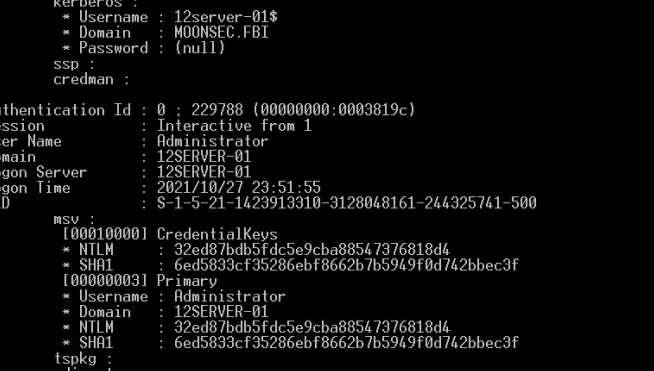 kerberos :
* Username : 12server-01$
* Domain : MOONSEC.FBI
* Password : (null)
ssp :
credman :
uthentication Id : 0 ; 229788 (00000000:0003819c)
ession : Interactive from 1
ser Name : Administrator
omain : 12SERVER-01
ogon Server : 12SERVER-01
ogon Time : 2021/10/27 23:51:55
ID : S-1-5-21-1423913310-3128048161-244325741-500
msv :
[00010000] CredentialKeys
* NTLM : 32ed87bdb5fdc5e9cba88547376818d4
* SHA1 : 6ed5833cf35286ebf8662b7b5949f0d742bbec3f
[00000003] Primary
* Username : Administrator
* Domain : 12SERVER-01
* NTLM : 32ed87bdb5fdc5e9cba88547376818d4
* SHA1 : 6ed5833cf35286ebf8662b7b5949f0d742bbec3f
tspkg :